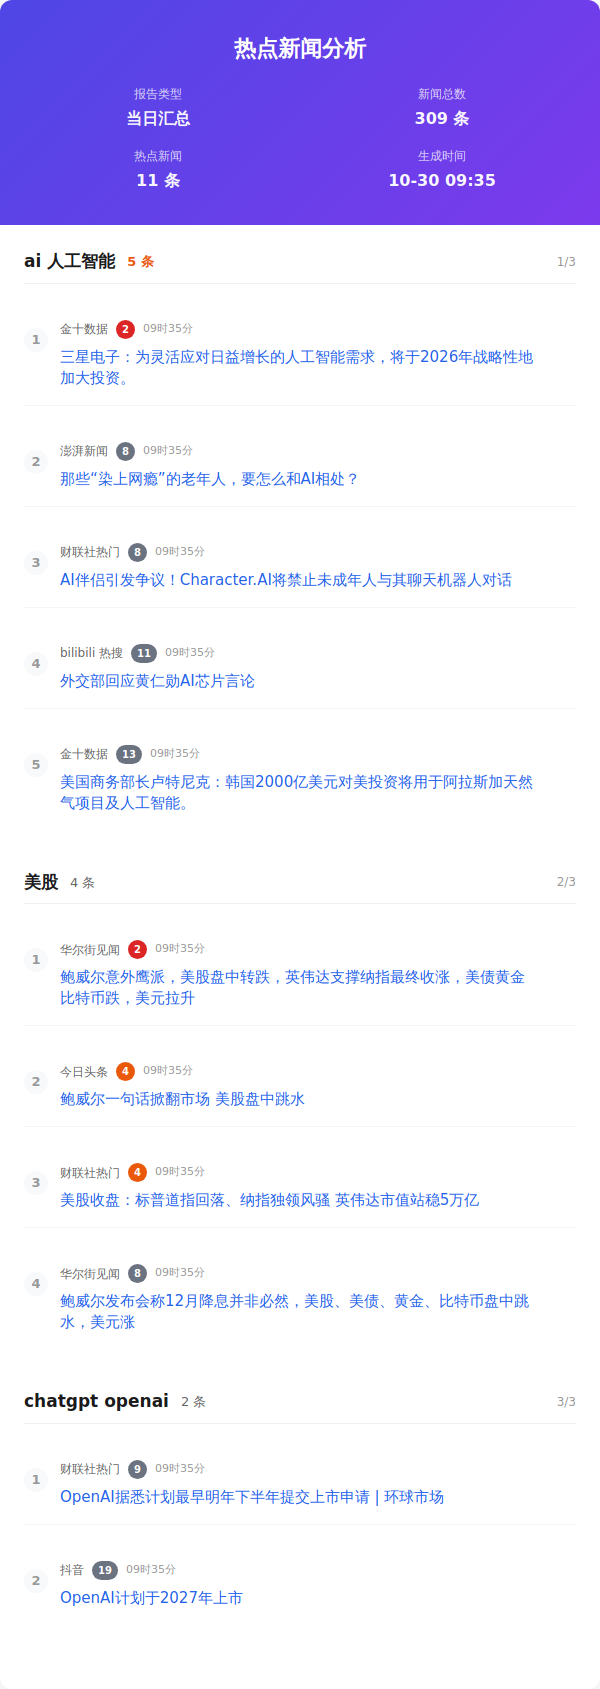 热点新闻分析
报告类型
当日汇总
新闻总数
309 条
热点新闻
11 条
生成时间
10-30 09:35
ai 人工智能 5 条 1/3
1
金十数据 2 09时35分
三星电子：为灵活应对日益增长的人工智能需求，将于2026年战略性地
加大投资。
2
澎湃新闻 8 09时35分
那些“染上网瘾”的老年人，要怎么和AI相处？
3
财联社热门 8 09时35分
AI伴侣引发争议！Character.AI将禁止未成年人与其聊天机器人对话
4
bilibili 热搜 11 09时35分
外交部回应黄仁勋AI芯片言论
5
金十数据 13 09时35分
美国商务部长卢特尼克：韩国2000亿美元对美投资将用于阿拉斯加天然
气项目及人工智能。
美股 4 条 2/3
1
华尔街见闻 2 09时35分
鲍威尔意外鹰派，美股盘中转跌，英伟达支撑纳指最终收涨，美债黄金
比特币跌，美元拉升
2
今日头条 4 09时35分
鲍威尔一句话掀翻市场 美股盘中跳水
3
财联社热门 4 09时35分
美股收盘：标普道指回落、纳指独领风骚 英伟达市值站稳5万亿
4
华尔街见闻 8 09时35分
鲍威尔发布会称12月降息并非必然，美股、美债、黄金、比特币盘中跳
水，美元涨
chatgpt openai 2 条 3/3
1
财联社热门 9 09时35分
OpenAI据悉计划最早明年下半年提交上市申请 | 环球市场
2
抖音 19 09时35分
OpenAI计划于2027年上市